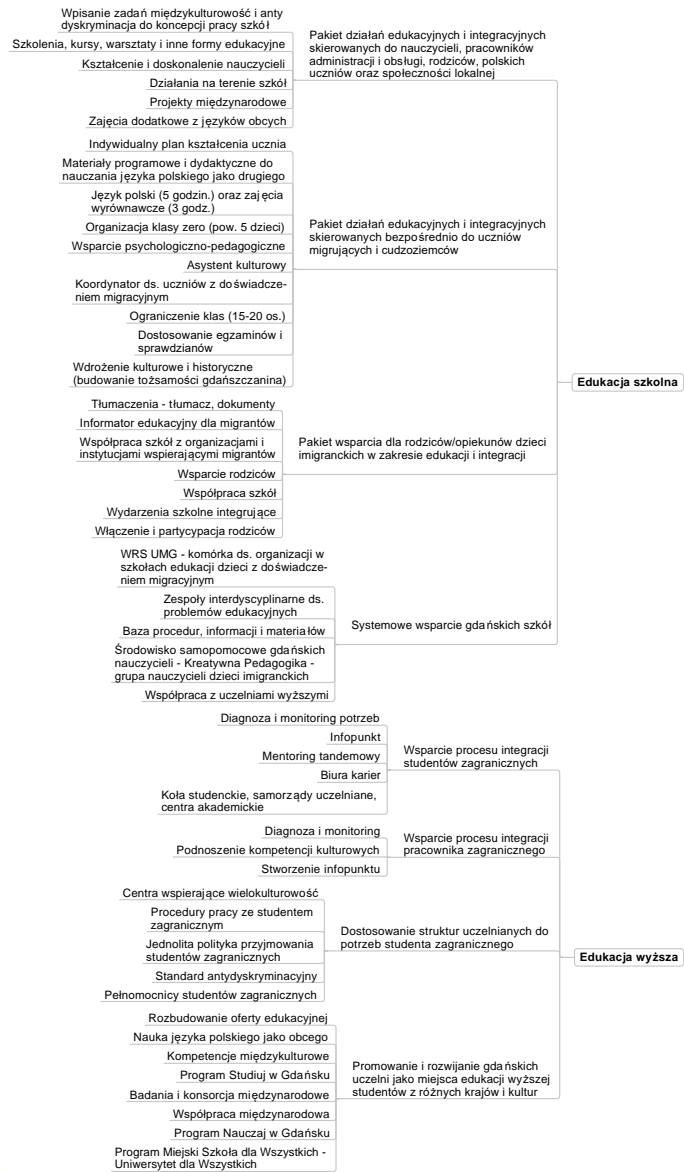 Wpisanie zadań międzykulturowość i anty
dyskryminacja do koncepcji pracy szkół
Szkolenia, kursy, warsztaty i inne formy edukacyjne
Kształcenie i doskonalenie nauczycieli
Działania na terenie szkół
Projekty międzynarodowe
Zajęcia dodatkowe z języków obcych
Pakiet działań edukacyjnych i integracyjnych
skierowanych do nauczycieli, pracowników
administracji i obsługi, rodziców, polskich
uczniów oraz społeczności lokalnej
Indywidualny plan kształcenia ucznia
Materiały programowe i dydaktyczne do
nauczania języka polskiego jako drugiego
Język polski (5 godzin.) oraz zajęcia
wyrównawcze (3 godz.)
Organizacja klasy zero (pow. 5 dzieci)
Wsparcie psychologiczno-pedagogiczne
Asystent kulturowy
Koordynator ds. uczniów z doświadcze-
niem migracyjnym
Ograniczenie klas (15-20 os.)
Dostosowanie egzaminów i
sprawdzianów
Wdrożenie kulturowe i historyczne
(budowanie tożsamości gdańszczanina)
Pakiet działań edukacyjnych i integracyjnych
skierowanych bezpośrednio do uczniów
migrujących i cudzoziemców
Edukacja szkolna
Tłumaczenia - tłumacz, dokumenty
Informator edukacyjny dla migrantów
Współpraca szkół z organizacjami i
instytucjami wspierającymi migrantów
Wsparcie rodziców
Współpraca szkół
Wydarzenia szkolne integrujące
Włączenie i partycypacja rodziców
Pakiet wsparcia dla rodziców/opiekunów dzieci
imigranckich w zakresie edukacji i integracji
WRS UMG - komórka ds. organizacji w
szkołach edukacji dzieci z doświadcze-
niem migracyjnym
Zespoły interdyscyplinarne ds.
problemów edukacyjnych
Baza procedur, informacji i materiałów
Środowisko samopomocowe gdańskich
nauczycieli - Kreatywna Pedagogika -
grupa nauczycieli dzieci imigranckich
Współpraca z uczelniami wyższymi
Systemowe wsparcie gdańskich szkół
Diagnoza i monitoring potrzeb
Infopunkt
Mentoring tandemowy
Biura karier
Koła studenckie, samorządy uczelniane,
centra akademickie
Wsparcie procesu integracji
studentów zagranicznych
Diagnoza i monitoring
Podnoszenie kompetencji kulturowych
Stworzenie infopunktu
Wsparcie procesu integracji
pracownika zagranicznego
Centra wspierające wielokulturowość
Procedury pracy ze studentem
zagranicznym
Jednolita polityka przyjmowania
studentów zagranicznych
Standard antydyskryminacyjny
Pełnomocnicy studentów zagranicznych
Dostosowanie struktur uczelnianych do
potrzeb studenta zagranicznego
Edukacja wyższa
Rozbudowanie oferty edukacyjnej
Nauka języka polskiego jako obcego
Kompetencje międzykulturowe
Program Studiuj w Gdańsku
Badania i konsorcja międzynarodowe
Współpraca międzynarodowa
Program Nauczaj w Gdańsku
Program Miejski Szkoła dla Wszystkich -
Uniwersytet dla Wszystkich
Promowanie i rozwijanie gdańskich
uczelni jako miejsca edukacji wyższej
studentów z różnych krajów i kultur